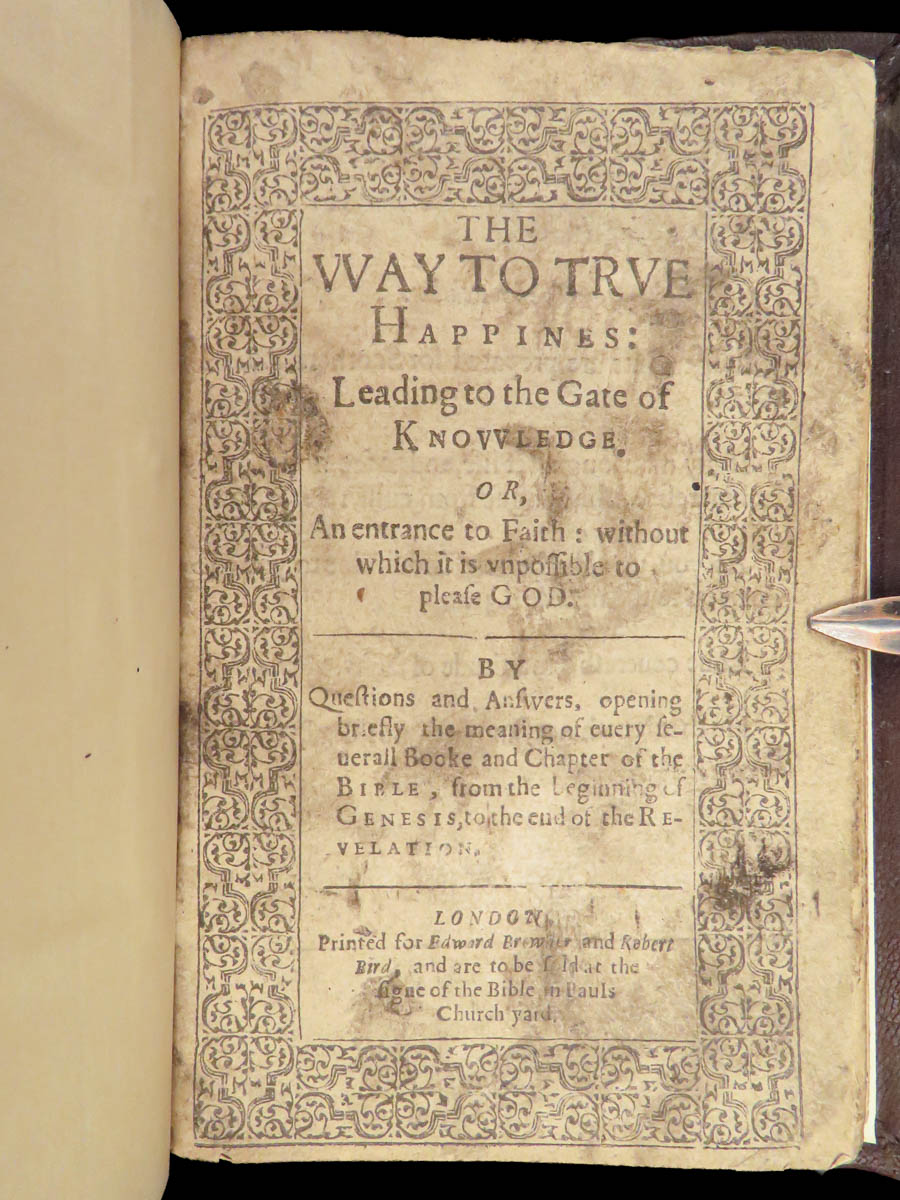 THE
VVAY TO TRVE
HAPPINES:
Leading to the Gate of
KNOVVLEDGE.
OR,
An entrance to Faith: without
which it is vnpoſſible to
pleaſe GOD.
BY
Queſtions and Anſwers, opening
briefly the meaning of euery ſe-
uerall Booke and Chapter of the
BIBLE, from the beginning of
GENESIS, to the end of the RE-
VELATION.
LONDON,
Printed for Edward Brewſter and Robert
Bird, and are to be ſold at the
ſigne of the Bible in Pauls
Church yard.